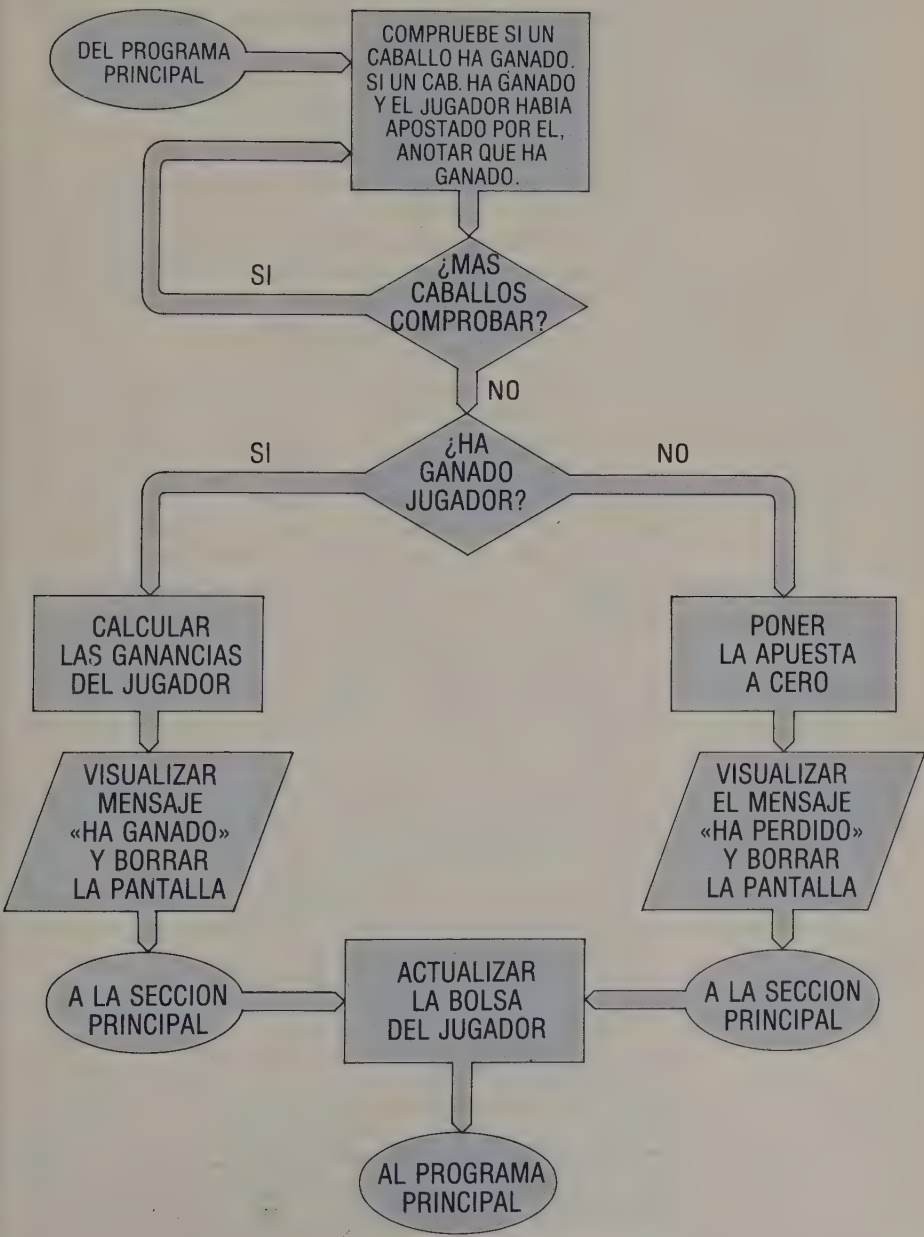 DEL PROGRAMA
PRINCIPAL
COMPRUEBE SI UN
CABALLO HA GANADO.
SI UN CAB. HA GANADO
Y EL JUGADOR HABIA
APOSTADO POR EL,
ANOTAR QUE HA
GANADO.
SI
¿MAS
CABALLOS
COMPROBAR?
NO
SI
¿HA
GANADO
JUGADOR?
NO
CALCULAR
LAS GANANCIAS
DEL JUGADOR
PONER
LA APUESTA
A CERO
VISUALIZAR
MENSAJE
«HA GANADO»
Y BORRAR
LA PANTALLA
VISUALIZAR
EL MENSAJE
«HA PERDIDO»
Y BORRAR
LA PANTALLA
A LA SECCION
PRINCIPAL
ACTUALIZAR
LA BOLSA
DEL JUGADOR
A LA SECCION
PRINCIPAL
AL PROGRAMA
PRINCIPAL